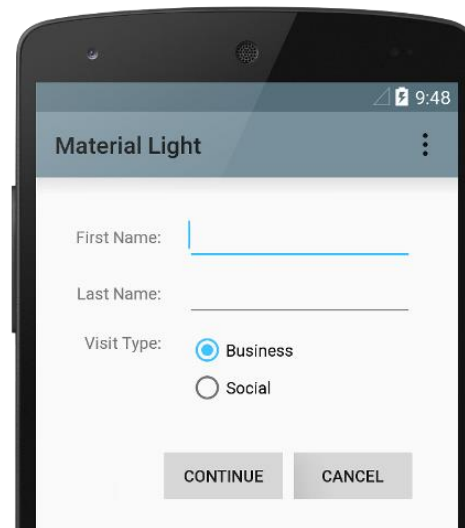 9:48
Material Light
First Name:
Last Name:
Visit Type:
Business
Social
CONTINUE CANCEL